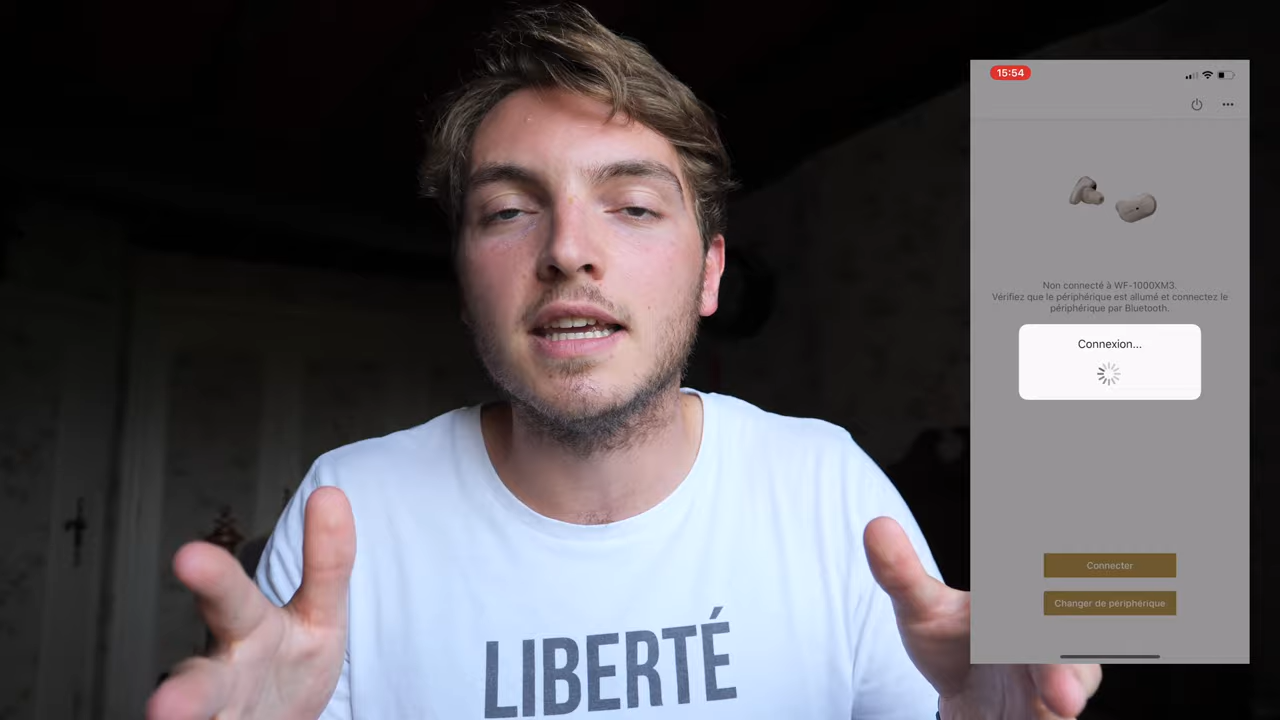 LIBERTÉ
15:54
Non connecté à WF-1000XM3.
Vérifiez que le périphérique est allumé et connectez le
périphérique par Bluetooth.
Connexion...
Connecter
Changer de périphérique